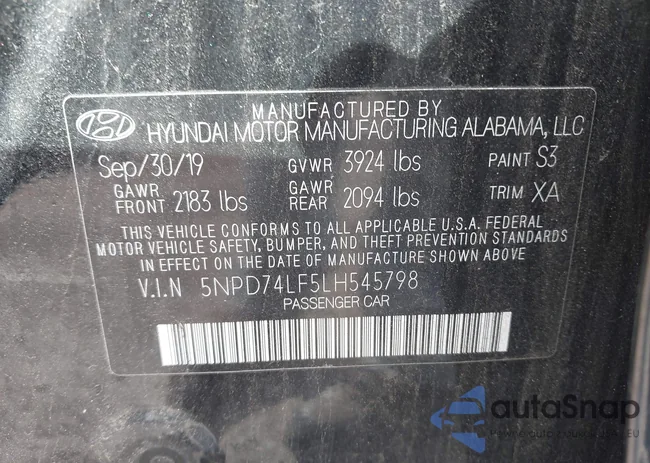 MANUFACTURED BY
HYUNDAI MOTOR MANUFACTURING ALABAMA, LLC
Sep/30/19 GVWR 3924 lbs PAINT S3
GAWR FRONT 2183 lbs GAWR REAR 2094 lbs TRIM XA
THIS VEHICLE CONFORMS TO ALL APPLICABLE U.S.A. FEDERAL
MOTOR VEHICLE SAFETY, BUMPER, AND THEFT PREVENTION STANDARDS
IN EFFECT ON THE DATE OF MANUFACTURE SHOWN ABOVE
V.I.N 5NPD74LF5LH545798
PASSENGER CAR
autoSnap